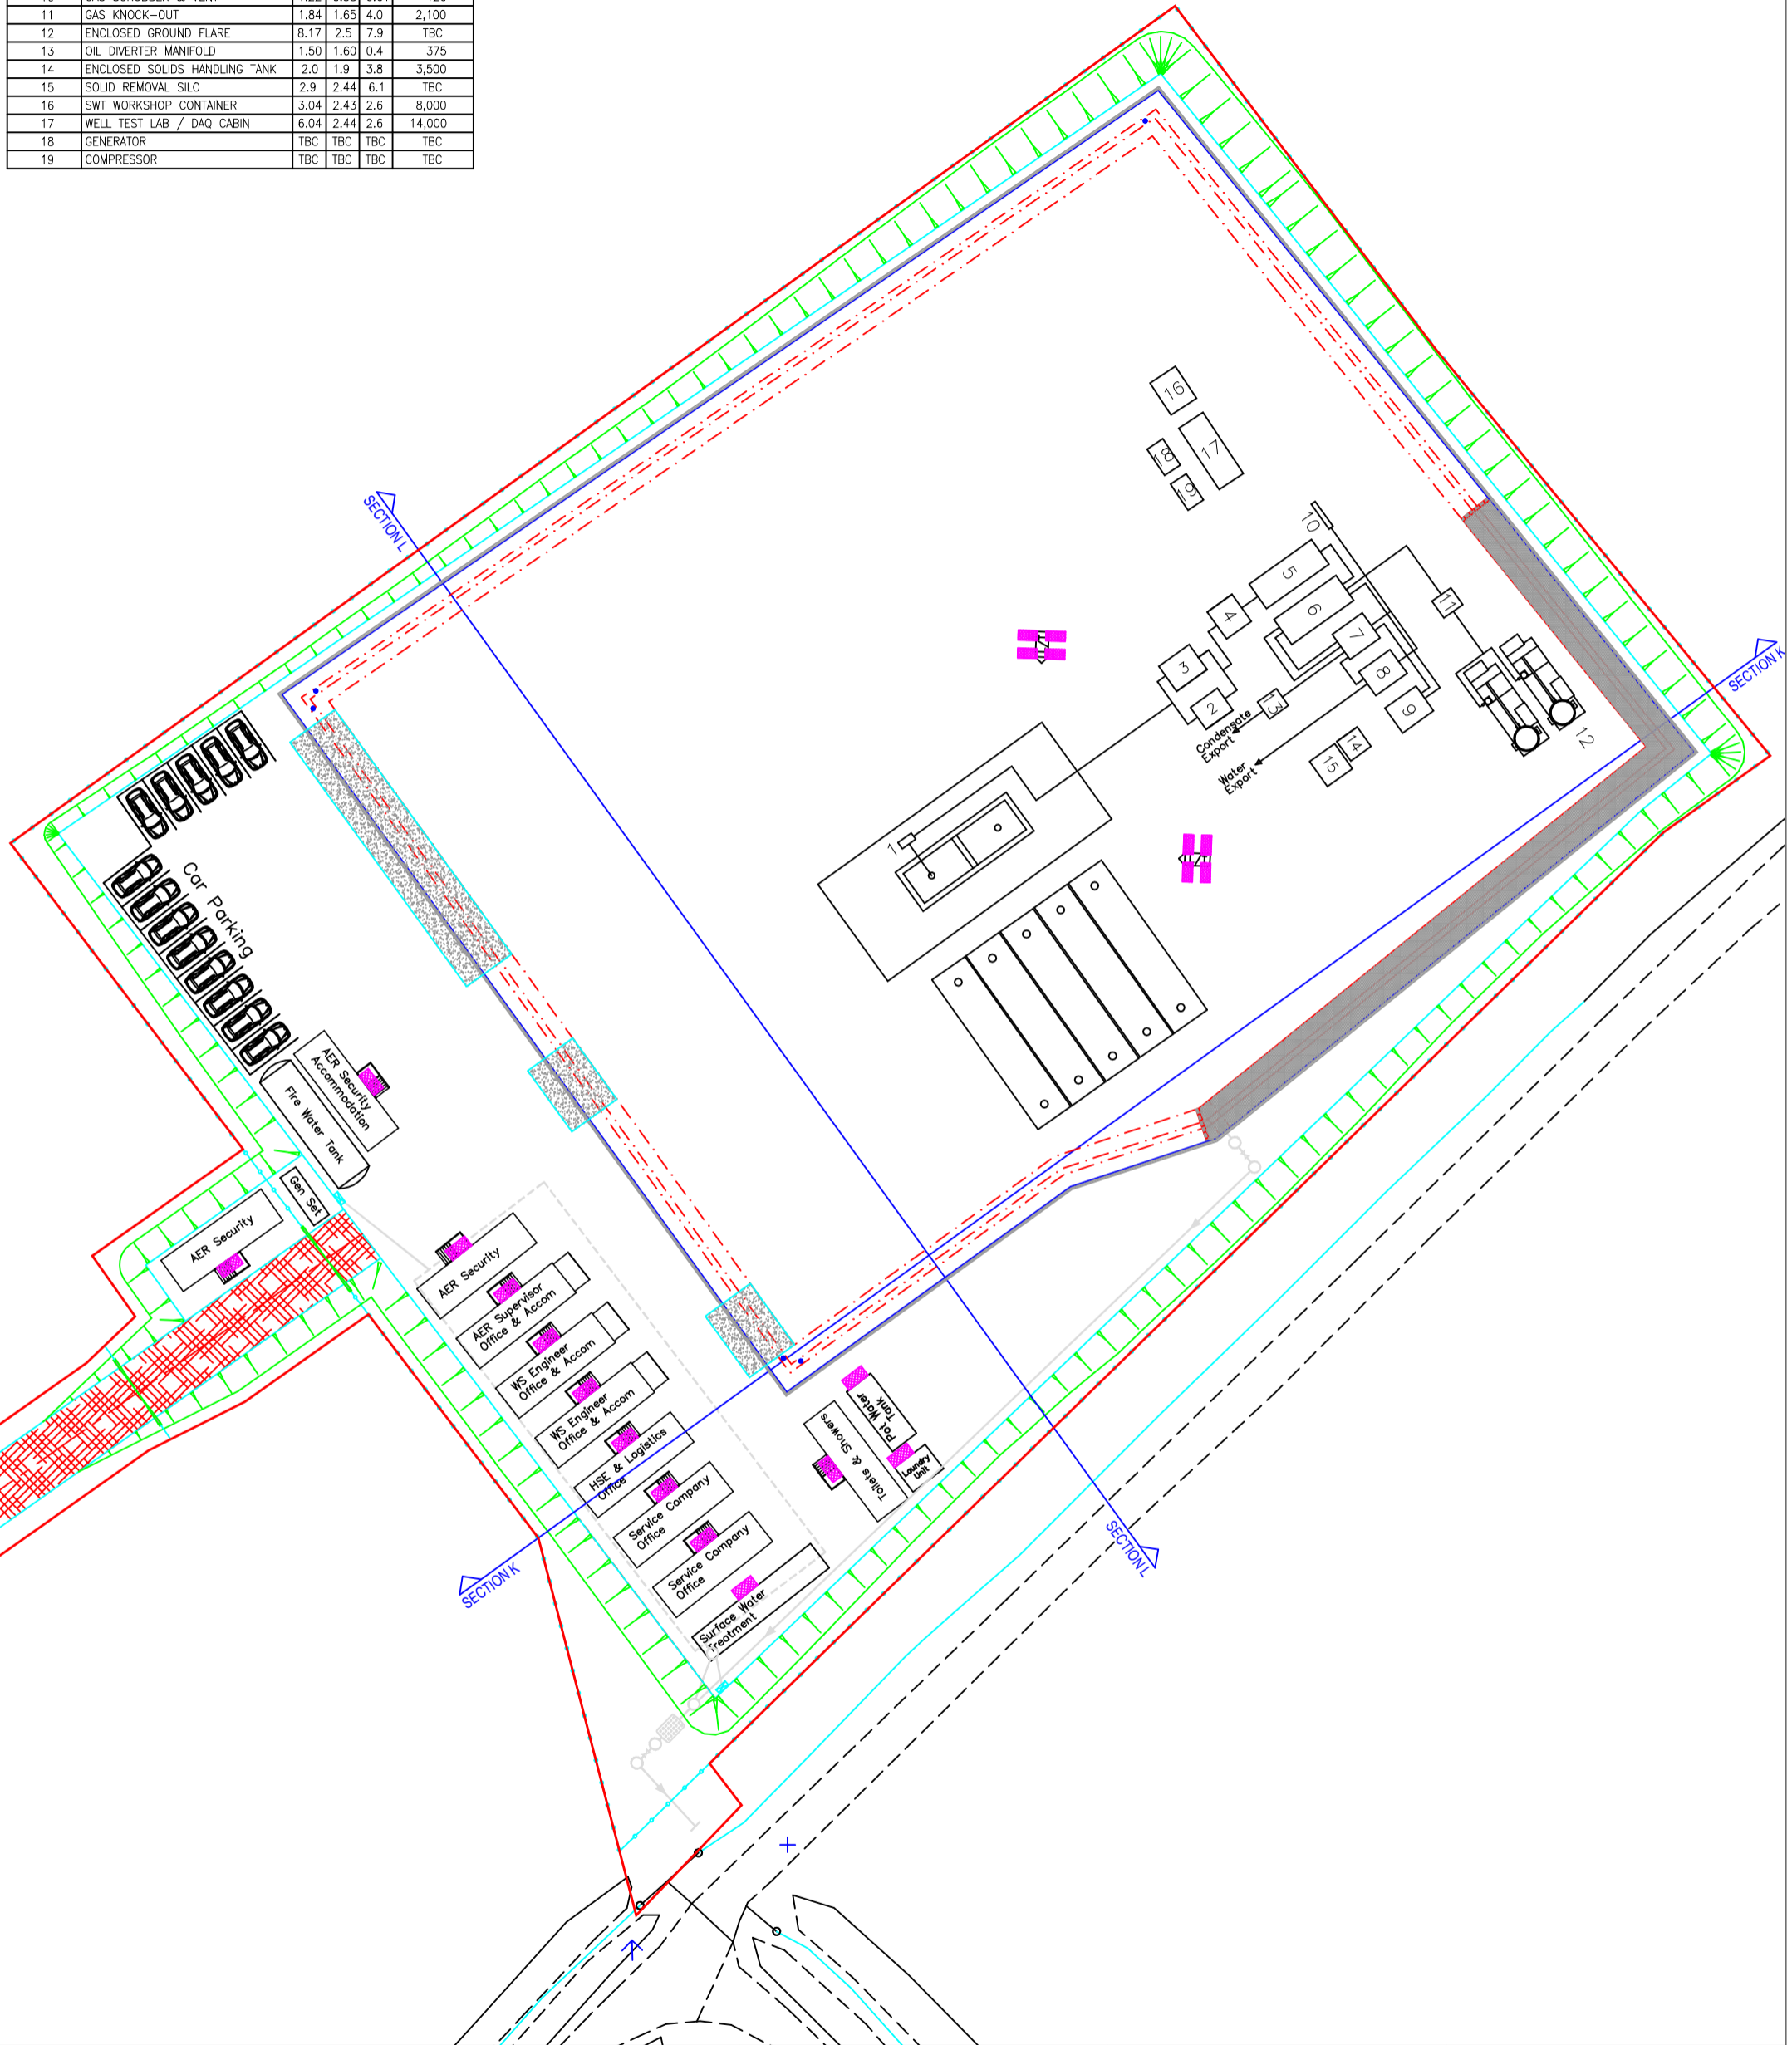 11 GAS KNOCK-OUT 1.84 1.65 4.0 2,100
12 ENCLOSED GROUND FLARE 8.17 2.5 7.9 TBC
13 OIL DIVERTER MANIFOLD 1.50 1.60 0.4 375
14 ENCLOSED SOLIDS HANDLING TANK 2.0 1.9 3.8 3,500
15 SOLID REMOVAL SILO 2.9 2.44 6.1 TBC
16 SWT WORKSHOP CONTAINER 3.04 2.43 2.6 8,000
17 WELL TEST LAB / DAQ CABIN 6.04 2.44 2.6 14,000
18 GENERATOR TBC TBC TBC TBC
19 COMPRESSOR TBC TBC TBC TBC
16
17
18
19
SECTION L
10
5
6
4
11
7
3
8
2
13
9
12
14
15
SECTION K
Condensate
Export
Water
Export
1
Car Parking
AER Security
Accommodation
Fire Water Tank
Gen Set
AER Security
AER Security
AER Supervisor
Office & Accom
WS Engineer
Office & Accom
WS Engineer
Office & Accom
HSE & Logistics
Office
Service Company
Office
Service Company
Office
Surface Water
Treatment
Pot Water
Tank
Toilets & Showers
Laundry
Unit
SECTION K
SECTION L